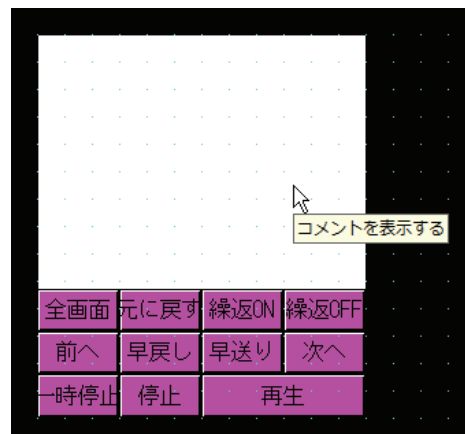 コメントを表示する
全画面 元に戻す 繰返ON 繰返OFF
前へ 早戻し 早送り 次へ
一時停止 停止 再生